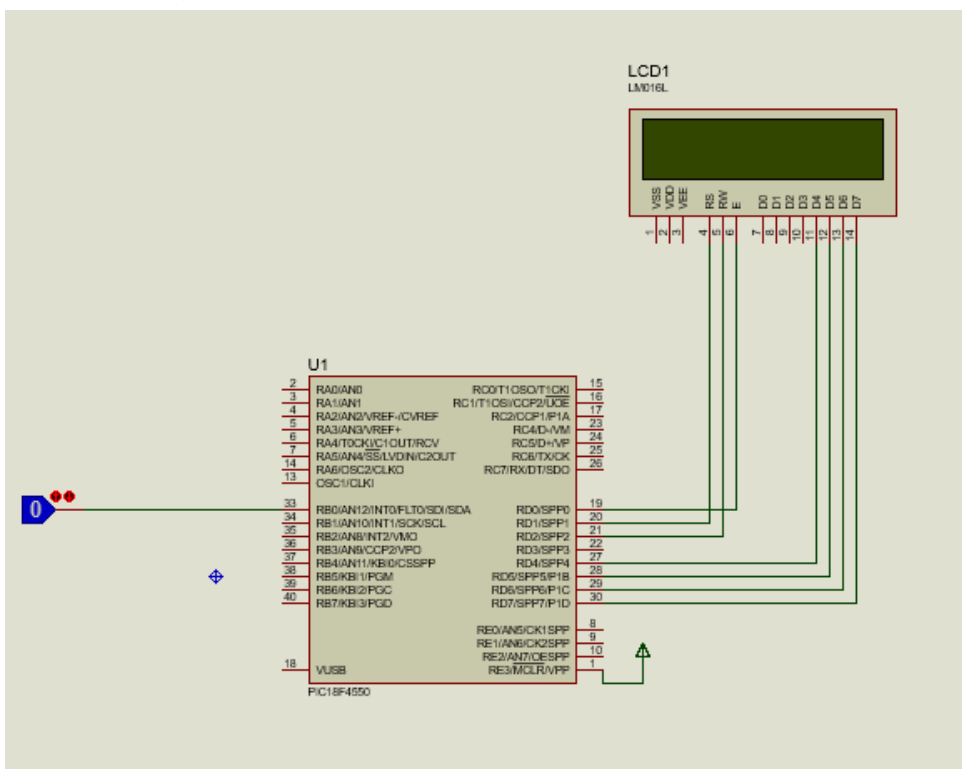 LCD1
LM016L
VSS
VDD
VEE
RS
RW
E
D0
D1
D2
D3
D4
D5
D6
D7
1
2
3
4
5
6
7
8
9
10
11
12
13
14
U1
2 RA0/AN0 RC0/T1OSO/T1CKI 15
3 RA1/AN1 RC1/T1OSI/CCP2/UOE 16
4 RA2/AN2/VREF-/CVREF RC2/CCP1/P1A 17
5 RA3/AN3/VREF+ RC4/D-/VM 23
6 RA4/T0CKI/C1OUT/RCV RC5/D+/VP 24
7 RA5/AN4/SS/LVDIN/C2OUT RC6/TX/CK 25
14 RA6/OSC2/CLKO RC7/RX/DT/SDO 26
13 OSC1/CLKI
0
33 RB0/AN12/INT0/FLT0/SDI/SDA RD0/SPP0 19
34 RB1/AN10/INT1/SCK/SCL RD1/SPP1 20
35 RB2/AN8/INT2/VMO RD2/SPP2 21
36 RB3/AN9/CCP2/VPO RD3/SPP3 22
37 RB4/AN11/KBI0/CSSPP RD4/SPP4 27
38 RB5/KBI1/PGM RD5/SPP5/P1B 28
39 RB6/KBI2/PGC RD6/SPP6/P1C 29
40 RB7/KBI3/PGD RD7/SPP7/P1D 30
RE0/AN5/CK1SPP 8
RE1/AN6/CK2SPP 9
RE2/AN7/OESPP 10
18 VUSB RE3/MCLR/VPP 1
PIC18F4550